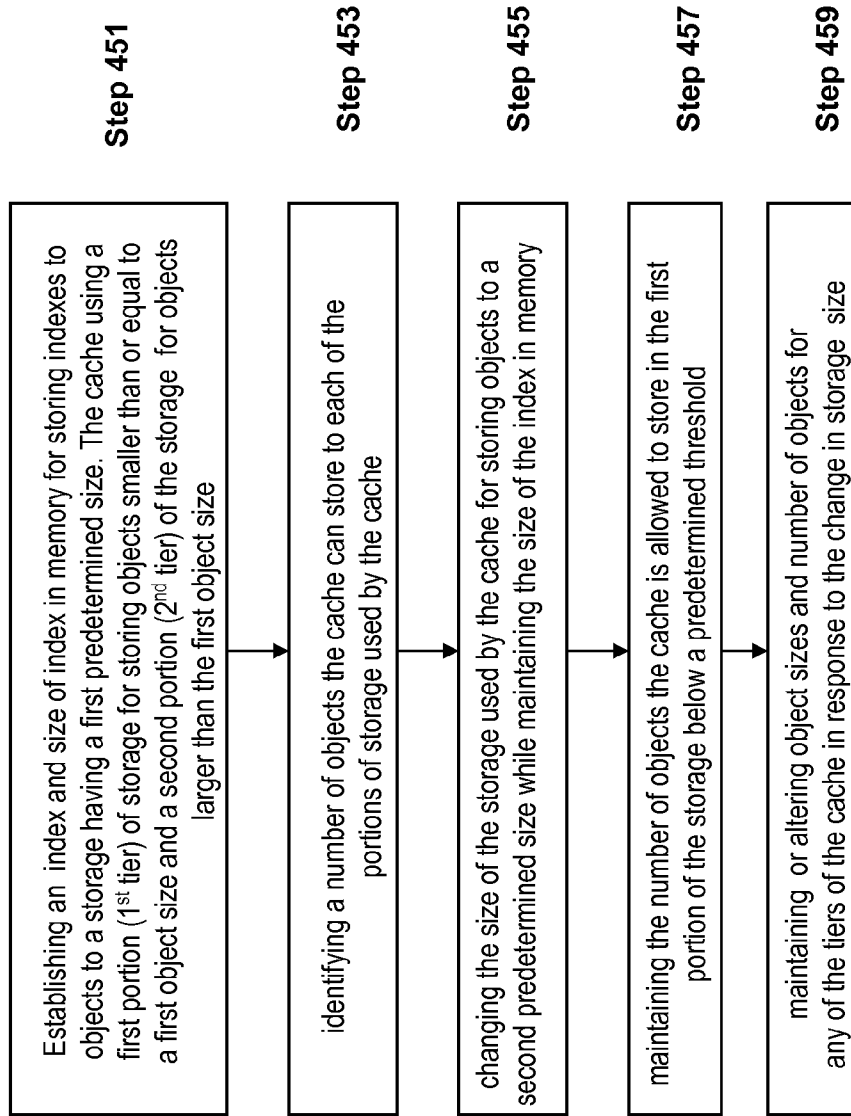 Establishing an index and size of index in memory for storing indexes to
objects to a storage having a first predetermined size. The cache using a
first portion (1st tier) of storage for storing objects smaller than or equal to
a first object size and a second portion (2nd tier) of the storage for objects
larger than the first object size
Step 451
identifying a number of objects the cache can store to each of the
portions of storage used by the cache
Step 453
changing the size of the storage used by the cache for storing objects to a
second predetermined size while maintaining the size of the index in memory
Step 455
maintaining the number of objects the cache is allowed to store in the first
portion of the storage below a predetermined threshold
Step 457
maintaining or altering object sizes and number of objects for
any of the tiers of the cache in response to the change in storage size
Step 459